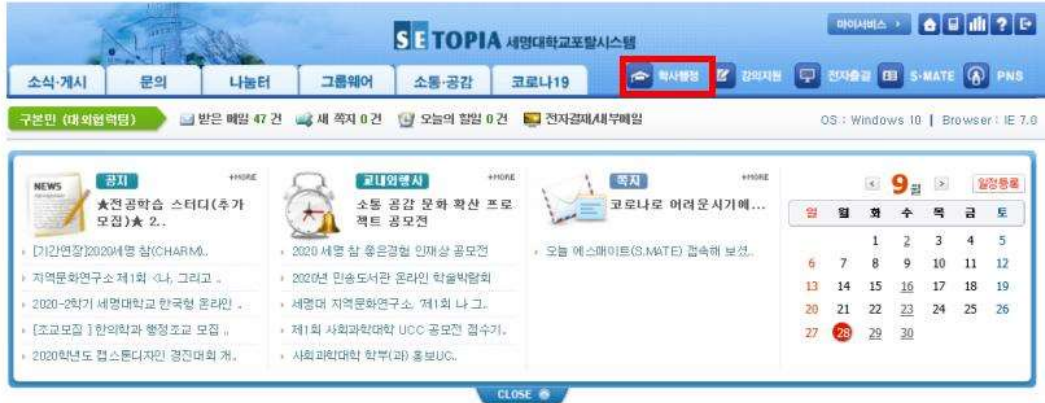 SETOPIA 세명대학교포탈시스템
마이서비스
소식·게시 문의 나눔터 그룹웨어 소통·공감 코로나19 학사행정 강의지원 전자출결 S-MATE PNS
구본민 (대외협력팀) 받은 메일 47 건 새 쪽지 0 건 오늘의 할일 0 건 전자결재/내부메일 OS : Windows 10 | Browser : IE 7.0
NEWS 공지 +MORE
★전공학습 스터디(추가
모집)★ 2..
[기간연장]2020세명 참(CHARM)..
지역문화연구소 제1회 <나, 그리고 ..
2020-2학기 세명대학교 한국형 온라인 ..
[조교모집 ] 한의학과 행정조교 모집 ..
2020학년도 캡스톤디자인 경진대회 개..
교내외행사 +MORE
소통 공감 문화 확산 프로
젝트 공모전
2020 세명 참 좋은경험 인재상 공모전
2020년 민송도서관 온라인 학술박람회
세명대 지역문화연구소, '제1회 나 그..
제1회 사회과학대학 UCC 공모전 접수기..
사회과학대학 학부(과) 홍보UC..
쪽지 +MORE
코로나로 어려운시기에...
오늘 에스메이트(S.MATE) 접속해 보셨..
< 9월 > 일정등록
일 월 화 수 목 금 토
1 2 3 4 5
6 7 8 9 10 11 12
13 14 15 16 17 18 19
20 21 22 23 24 25 26
27 28 29 30
CLOSE